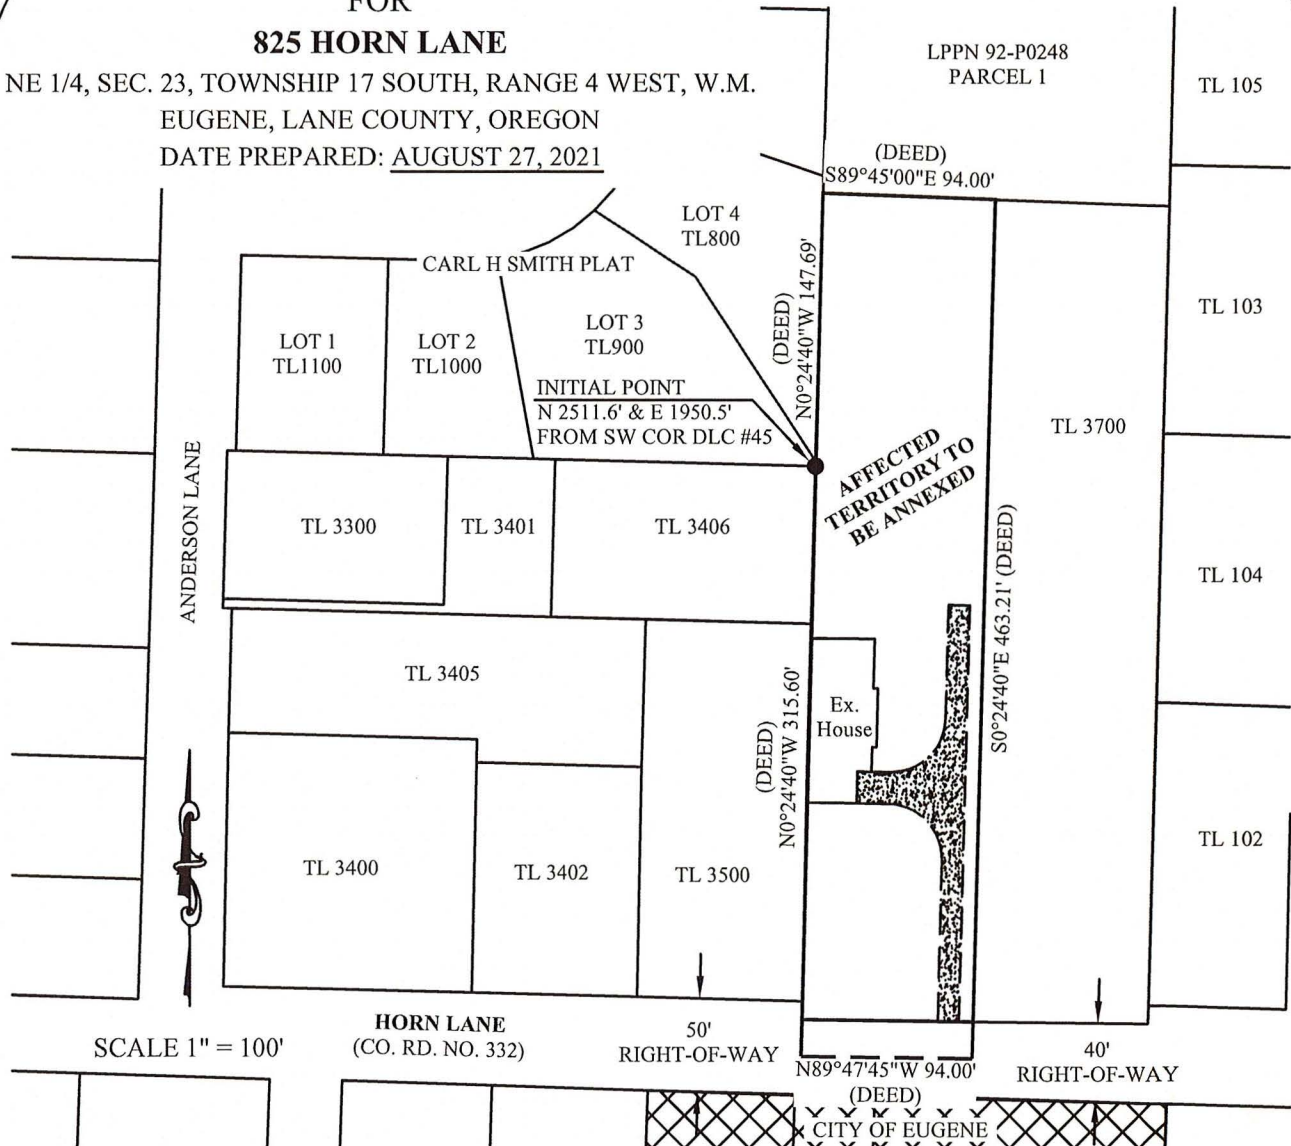 FOR
825 HORN LANE
NE 1/4, SEC. 23, TOWNSHIP 17 SOUTH, RANGE 4 WEST, W.M.
EUGENE, LANE COUNTY, OREGON
DATE PREPARED: AUGUST 27, 2021
LPPN 92-P0248
PARCEL 1
TL 105
(DEED)
S89°45'00"E 94.00'
LOT 4
TL800
CARL H SMITH PLAT
(DEED)
N0°24'40"W 147.69'
TL 103
LOT 1
TL1100
LOT 2
TL1000
LOT 3
TL900
INITIAL POINT
N 2511.6' & E 1950.5'
FROM SW COR DLC #45
TL 3700
AFFECTED
TERRITORY TO
BE ANNEXED
ANDERSON LANE
TL 3300
TL 3401
TL 3406
S0°24'40"E 463.21' (DEED)
TL 104
TL 3405
(DEED)
N0°24'40"W 315.60'
Ex.
House
TL 3400
TL 3402
TL 3500
TL 102
SCALE 1" = 100'
HORN LANE
(CO. RD. NO. 332)
50'
RIGHT-OF-WAY
40'
RIGHT-OF-WAY
N89°47'45"W 94.00'
(DEED)
CITY OF EUGENE